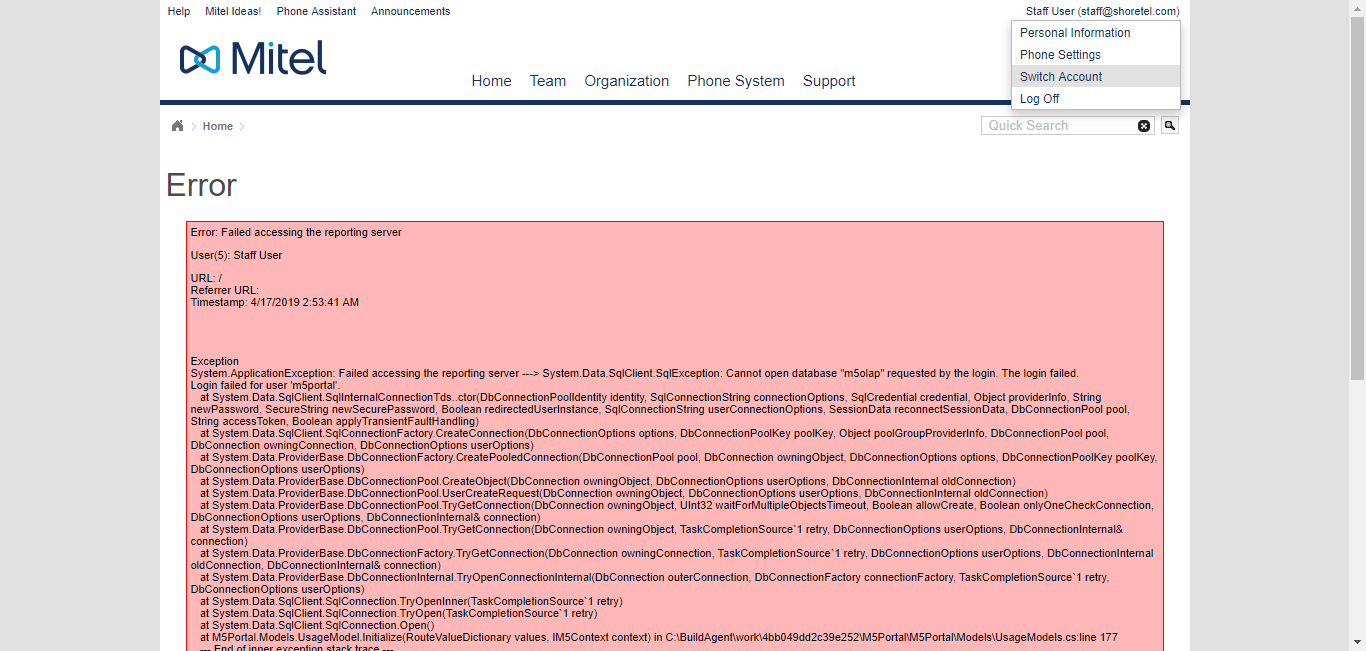 Help Mitel Ideas! Phone Assistant Announcements Staff User (staff@shoretel.com)
Personal Information
Phone Settings
Switch Account
Log Off
Mitel
Home Team Organization Phone System Support
Home
Quick Search
Error
Error: Failed accessing the reporting server
User(5): Staff User
URL: /
Referrer URL:
Timestamp: 4/17/2019 2:53:41 AM
Exception
System.ApplicationException: Failed accessing the reporting server ---> System.Data.SqlClient.SqlException: Cannot open database "m5olap" requested by the login. The login failed.
Login failed for user 'm5portal'.
at System.Data.SqlClient.SqlInternalConnectionTds..ctor(DbConnectionPoolIdentity identity, SqlConnectionString connectionOptions, SqlCredential credential, Object providerInfo, String
newPassword, SecureString newSecurePassword, Boolean redirectedUserInstance, SqlConnectionString userConnectionOptions, SessionData reconnectSessionData, DbConnectionPool pool,
String accessToken, Boolean applyTransientFaultHandling)
at System.Data.SqlClient.SqlConnectionFactory.CreateConnection(DbConnectionOptions options, DbConnectionPoolKey poolKey, Object poolGroupProviderInfo, DbConnectionPool pool,
DbConnection owningConnection, DbConnectionOptions userOptions)
at System.Data.ProviderBase.DbConnectionFactory.CreatePooledConnection(DbConnectionPool pool, DbConnection owningObject, DbConnectionOptions options, DbConnectionPoolKey poolKey,
DbConnectionOptions userOptions)
at System.Data.ProviderBase.DbConnectionPool.CreateObject(DbConnection owningObject, DbConnectionOptions userOptions, DbConnectionInternal oldConnection)
at System.Data.ProviderBase.DbConnectionPool.UserCreateRequest(DbConnection owningObject, DbConnectionOptions userOptions, DbConnectionInternal oldConnection)
at System.Data.ProviderBase.DbConnectionPool.TryGetConnection(DbConnection owningObject, UInt32 waitForMultipleObjectsTimeout, Boolean allowCreate, Boolean onlyOneCheckConnection,
DbConnectionOptions userOptions, DbConnectionInternal& connection)
at System.Data.ProviderBase.DbConnectionPool.TryGetConnection(DbConnection owningObject, TaskCompletionSource`1 retry, DbConnectionOptions userOptions, DbConnectionInternal&
connection)
at System.Data.ProviderBase.DbConnectionFactory.TryGetConnection(DbConnection owningConnection, TaskCompletionSource`1 retry, DbConnectionOptions userOptions, DbConnectionInternal
oldConnection, DbConnectionInternal& connection)
at System.Data.ProviderBase.DbConnectionInternal.TryOpenConnectionInternal(DbConnection outerConnection, DbConnectionFactory connectionFactory, TaskCompletionSource`1 retry,
DbConnectionOptions userOptions)
at System.Data.SqlClient.SqlConnection.TryOpenInner(TaskCompletionSource`1 retry)
at System.Data.SqlClient.SqlConnection.TryOpen(TaskCompletionSource`1 retry)
at System.Data.SqlClient.SqlConnection.Open()
at M5Portal.Models.UsageModel.Initialize(RouteValueDictionary values, IM5Context context) in C:\BuildAgent\work\4bb049dd2c39e252\M5Portal\M5Portal\Models\UsageModels.cs:line 177
--- End of inner exception stack trace ---